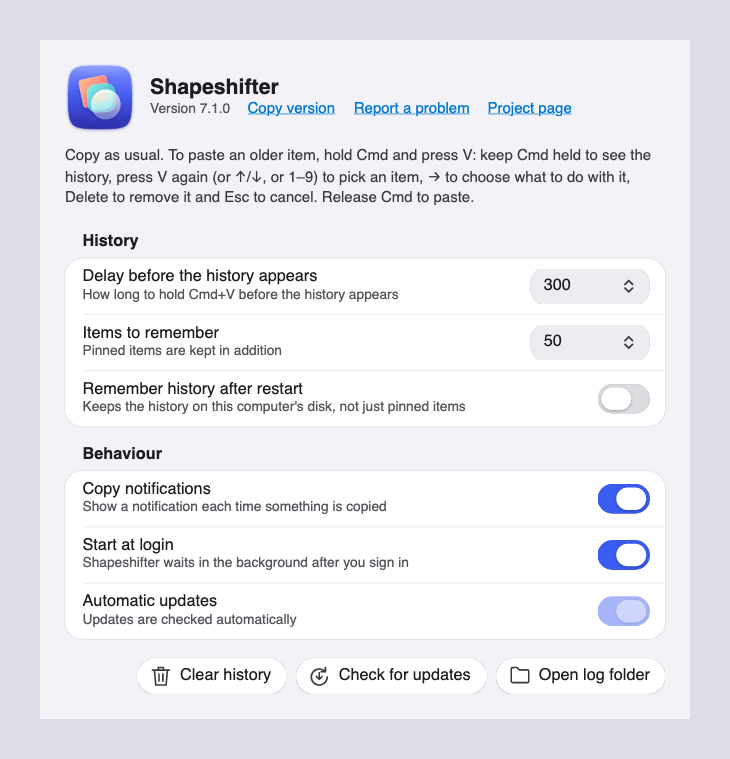 Shapeshifter
Version 7.1.0 Copy version Report a problem Project page
Copy as usual. To paste an older item, hold Cmd and press V: keep Cmd held to see the
history, press V again (or ↑/↓, or 1–9) to pick an item, → to choose what to do with it,
Delete to remove it and Esc to cancel. Release Cmd to paste.
History
Delay before the history appears
How long to hold Cmd+V before the history appears
300
Items to remember
Pinned items are kept in addition
50
Remember history after restart
Keeps the history on this computer's disk, not just pinned items
Behaviour
Copy notifications
Show a notification each time something is copied
Start at login
Shapeshifter waits in the background after you sign in
Automatic updates
Updates are checked automatically
Clear history Check for updates Open log folder